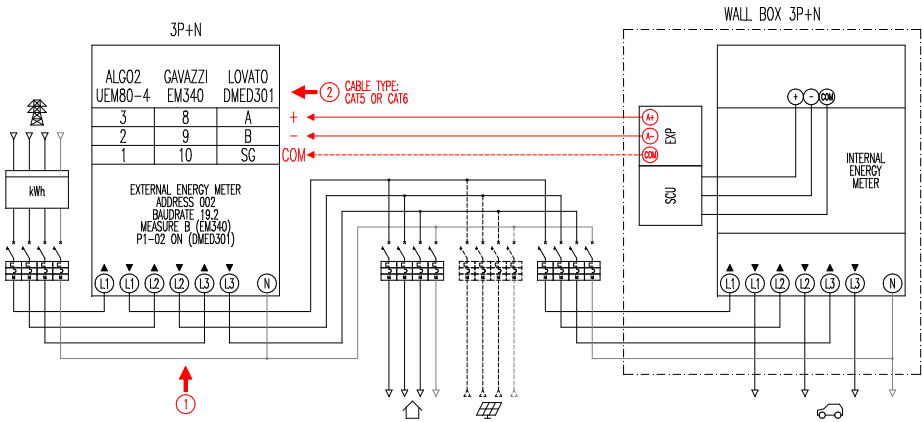 WALL BOX 3P+N
3P+N
ALGO2 UEM80-4
GAVAZZI EM340
LOVATO DMED301
2
CABLE TYPE:
CAT5 OR CAT6
3 8 A
2 9 B
1 10 SG
+
−
COM
A+
A-
COM
EXP
SCU
+ − COM
INTERNAL
ENERGY
METER
kWh
EXTERNAL ENERGY METER
ADDRESS 002
BAUDRATE 19.2
MEASURE B (EM340)
P1-02 ON (DMED301)
L1 L1 L2 L2 L3 L3 N
L1 L1 L2 L2 L3 L3 N
1